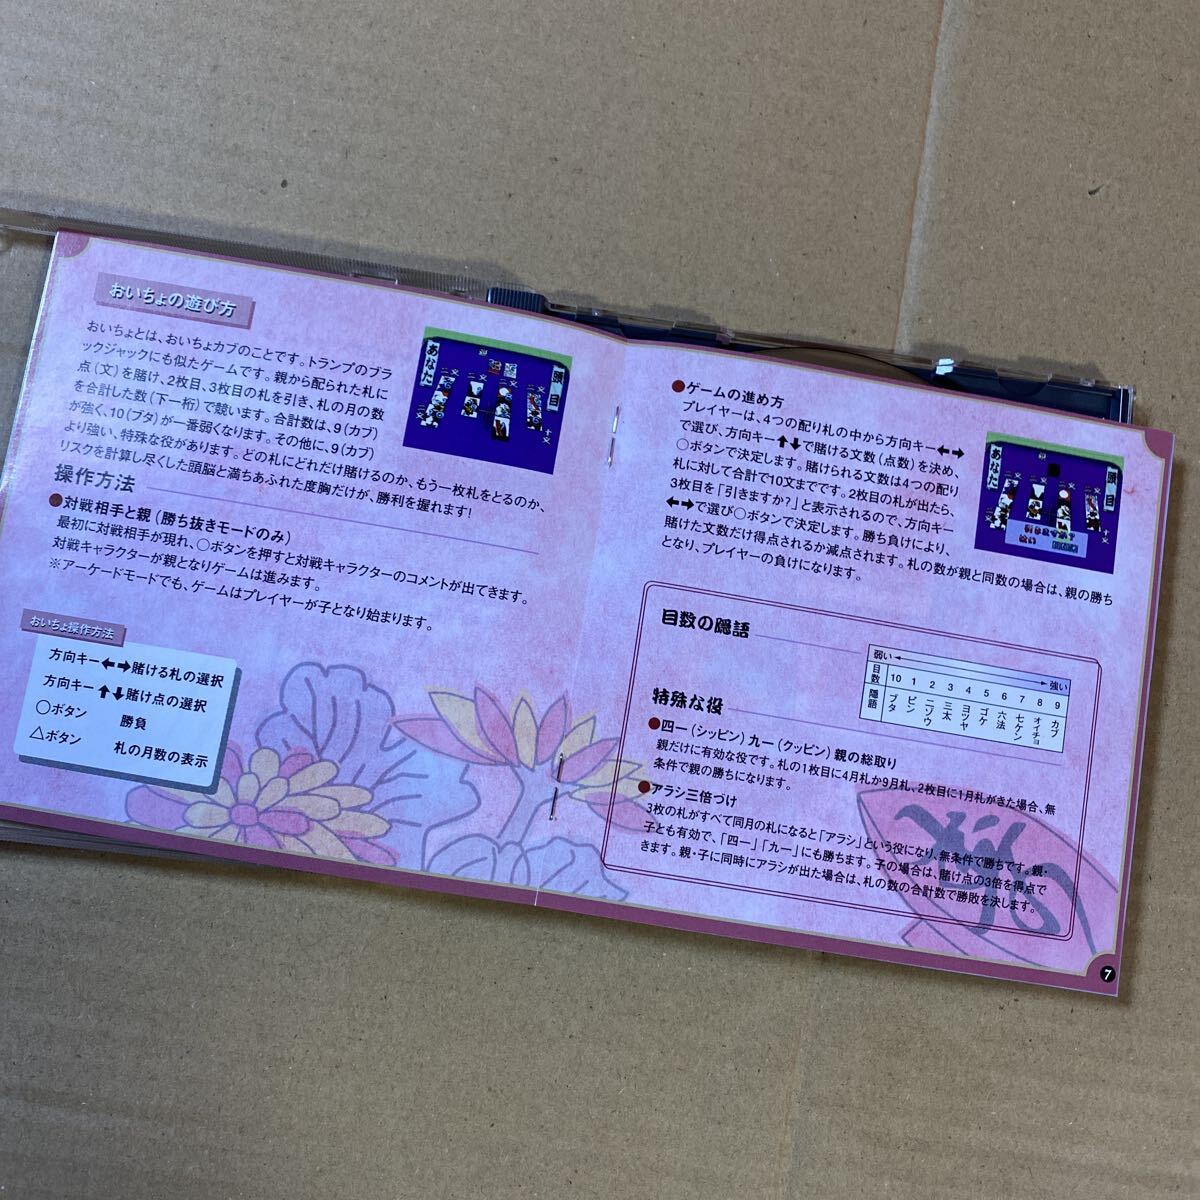 おいちょの遊び方
おいちょとは、おいちょカブのことです。トランプのブラ
ックジャックにも似たゲームです。親から配られた札に
点(文)を賭け、2枚目、3枚目の札を引き、札の月の数
を合計した数(下一桁)で競います。合計数は、9(カブ)
が強く、10(ブタ)が一番弱くなります。その他に、9(カブ)
より強い、特殊な役があります。どの札にどれだけ賭けるのか、もう一枚札をとるのか、
リスクを計算し尽くした頭脳と満ちあふれた度胸だけが、勝利を握れます!
あなた
頭目
操作方法
●対戦相手と親(勝ち抜きモードのみ)
最初に対戦相手が現れ、○ボタンを押すと対戦キャラクターのコメントが出てきます。
対戦キャラクターが親となりゲームは進みます。
※アーケードモードでも、ゲームはプレイヤーが子となり始まります。
おいちょ操作方法
方向キー←→賭ける札の選択
方向キー↑↓賭け点の選択
○ボタン 勝負
△ボタン 札の月数の表示
●ゲームの進め方
プレイヤーは、4つの配り札の中から方向キー←→
で選び、方向キー↑↓で賭ける文数(点数)を決め、
○ボタンで決定します。賭けられる文数は4つの配り
札に対して合計で10文までです。2枚目の札が出たら、
3枚目を「引きますか?」と表示されるので、方向キー
←→で選び○ボタンで決定します。勝ち負けにより、
賭けた文数だけ得点されるか減点されます。札の数が親と同数の場合は、親の勝ち
となり、プレイヤーの負けになります。
あなた
頭目
引きますか?
はい
目数の隠語
弱い←→強い
目数 10 1 2 3 4 5 6 7 8 9
隠語 ブタ ピン ニゾウ 三太 ヨツヤ ゴケ 六法 七ケン オイチョ カブ
特殊な役
●四一(シッピン)九一(クッピン)親の総取り
親だけに有効な役です。札の1枚目に4月札か9月札、2枚目に1月札がきた場合、無
条件で親の勝ちになります。
●アラシ三倍づけ
3枚の札がすべて同月の札になると「アラシ」という役になり、無条件で勝ちです。親・
子とも有効で、「四一」「九一」にも勝ちます。子の場合は、賭け点の3倍を得点で
きます。親・子に同時にアラシが出た場合は、札の数の合計数で勝敗を決します。
7